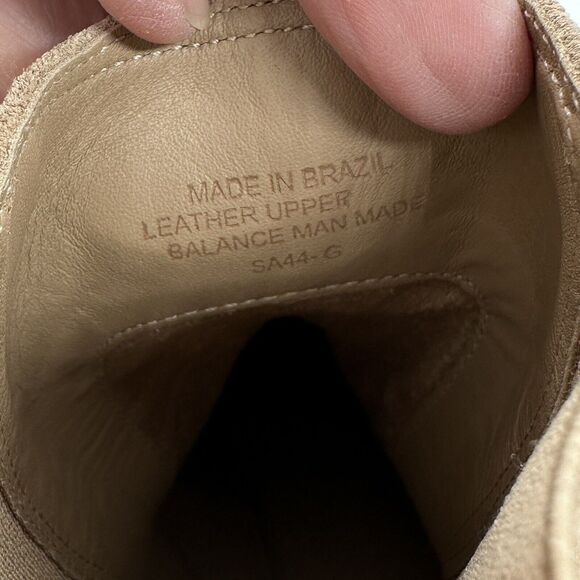 MADE IN BRAZIL
LEATHER UPPER
BALANCE MAN MADE
SA44-G